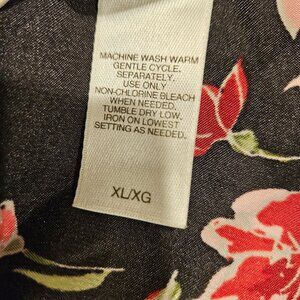 MACHINE WASH WARM
GENTLE CYCLE.
SEPARATELY.
USE ONLY
NON-CHLORINE BLEACH
WHEN NEEDED.
TUMBLE DRY LOW.
IRON ON LOWEST
SETTING AS NEEDED.
XL/XG